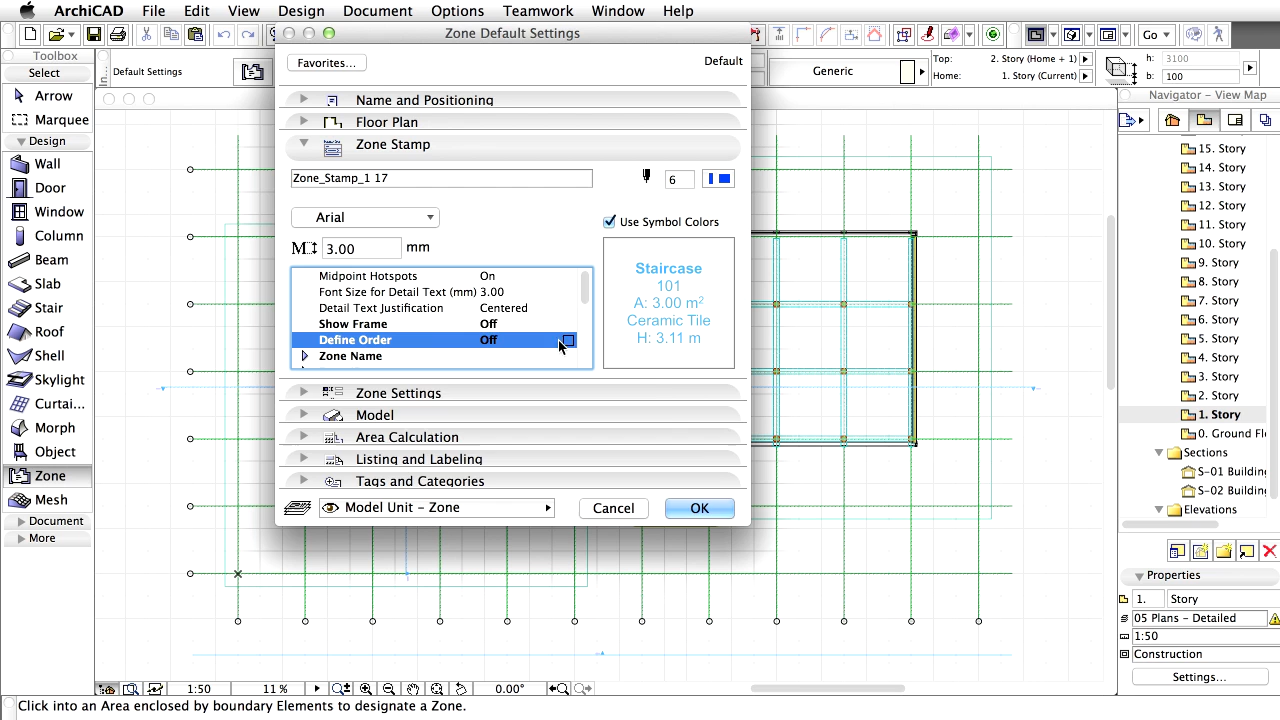 ArchiCAD File Edit View Design Document Options Teamwork Window Help
Zone Default Settings
Go
Toolbox
Select
Arrow
Marquee
Design
Wall
Door
Window
Column
Beam
Slab
Stair
Roof
Shell
Skylight
Curtai...
Morph
Object
Zone
Mesh
Document
More
Default Settings
Favorites...
Default
Name and Positioning
Floor Plan
Zone Stamp
Zone_Stamp_1 17
6
Arial
Use Symbol Colors
3.00 mm
Midpoint Hotspots On
Font Size for Detail Text (mm) 3.00
Detail Text Justification Centered
Show Frame Off
Define Order Off
Zone Name
Staircase
101
A: 3.00 m²
Ceramic Tile
H: 3.11 m
Zone Settings
Model
Area Calculation
Listing and Labeling
Tags and Categories
Model Unit - Zone
Cancel
OK
Generic
Top: 2. Story (Home + 1)
Home: 1. Story (Current)
h: 3100
b: 100
Navigator - View Map
15. Story
14. Story
13. Story
12. Story
11. Story
10. Story
9. Story
8. Story
7. Story
6. Story
5. Story
4. Story
3. Story
2. Story
1. Story
0. Ground Fl
Sections
S-01 Building
S-02 Building
Elevations
Properties
1. Story
05 Plans - Detailed
1:50
Construction
Settings...
1:50 11 % 0.00°
Click into an Area enclosed by boundary Elements to designate a Zone.